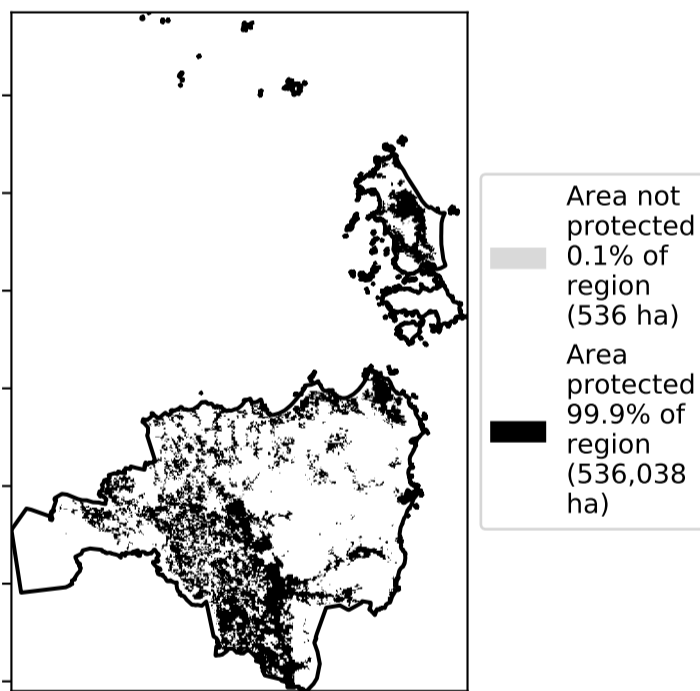 Area not
protected
0.1% of
region
(536 ha)
Area
protected
99.9% of
region
(536,038
ha)